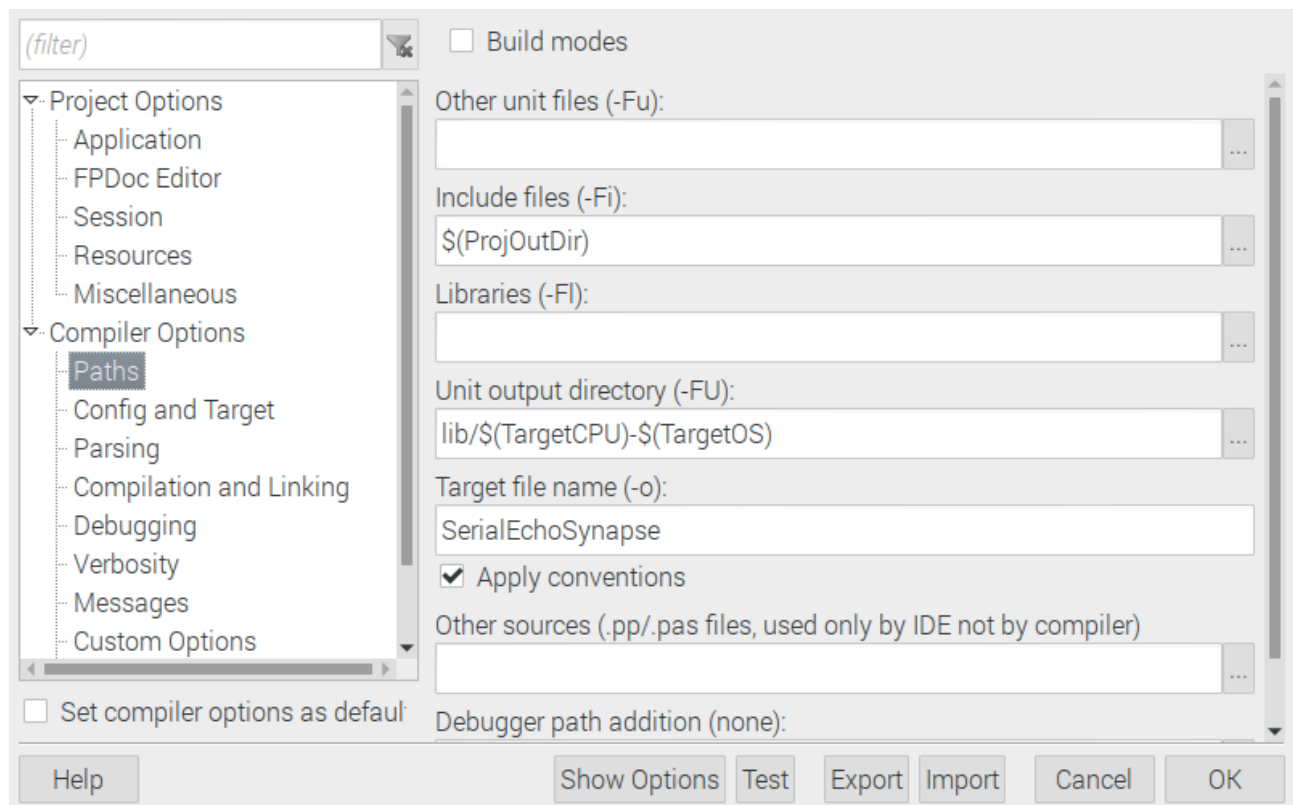 (filter)
Project Options
Application
FPDoc Editor
Session
Resources
Miscellaneous
Compiler Options
Paths
Config and Target
Parsing
Compilation and Linking
Debugging
Verbosity
Messages
Custom Options
Set compiler options as defaul
Build modes
Other unit files (-Fu):
...
Include files (-Fi):
$(ProjOutDir) ...
Libraries (-Fl):
...
Unit output directory (-FU):
lib/$(TargetCPU)-$(TargetOS) ...
Target file name (-o):
SerialEchoSynapse
Apply conventions
Other sources (.pp/.pas files, used only by IDE not by compiler)
...
Debugger path addition (none):
Help Show Options Test Export Import Cancel OK